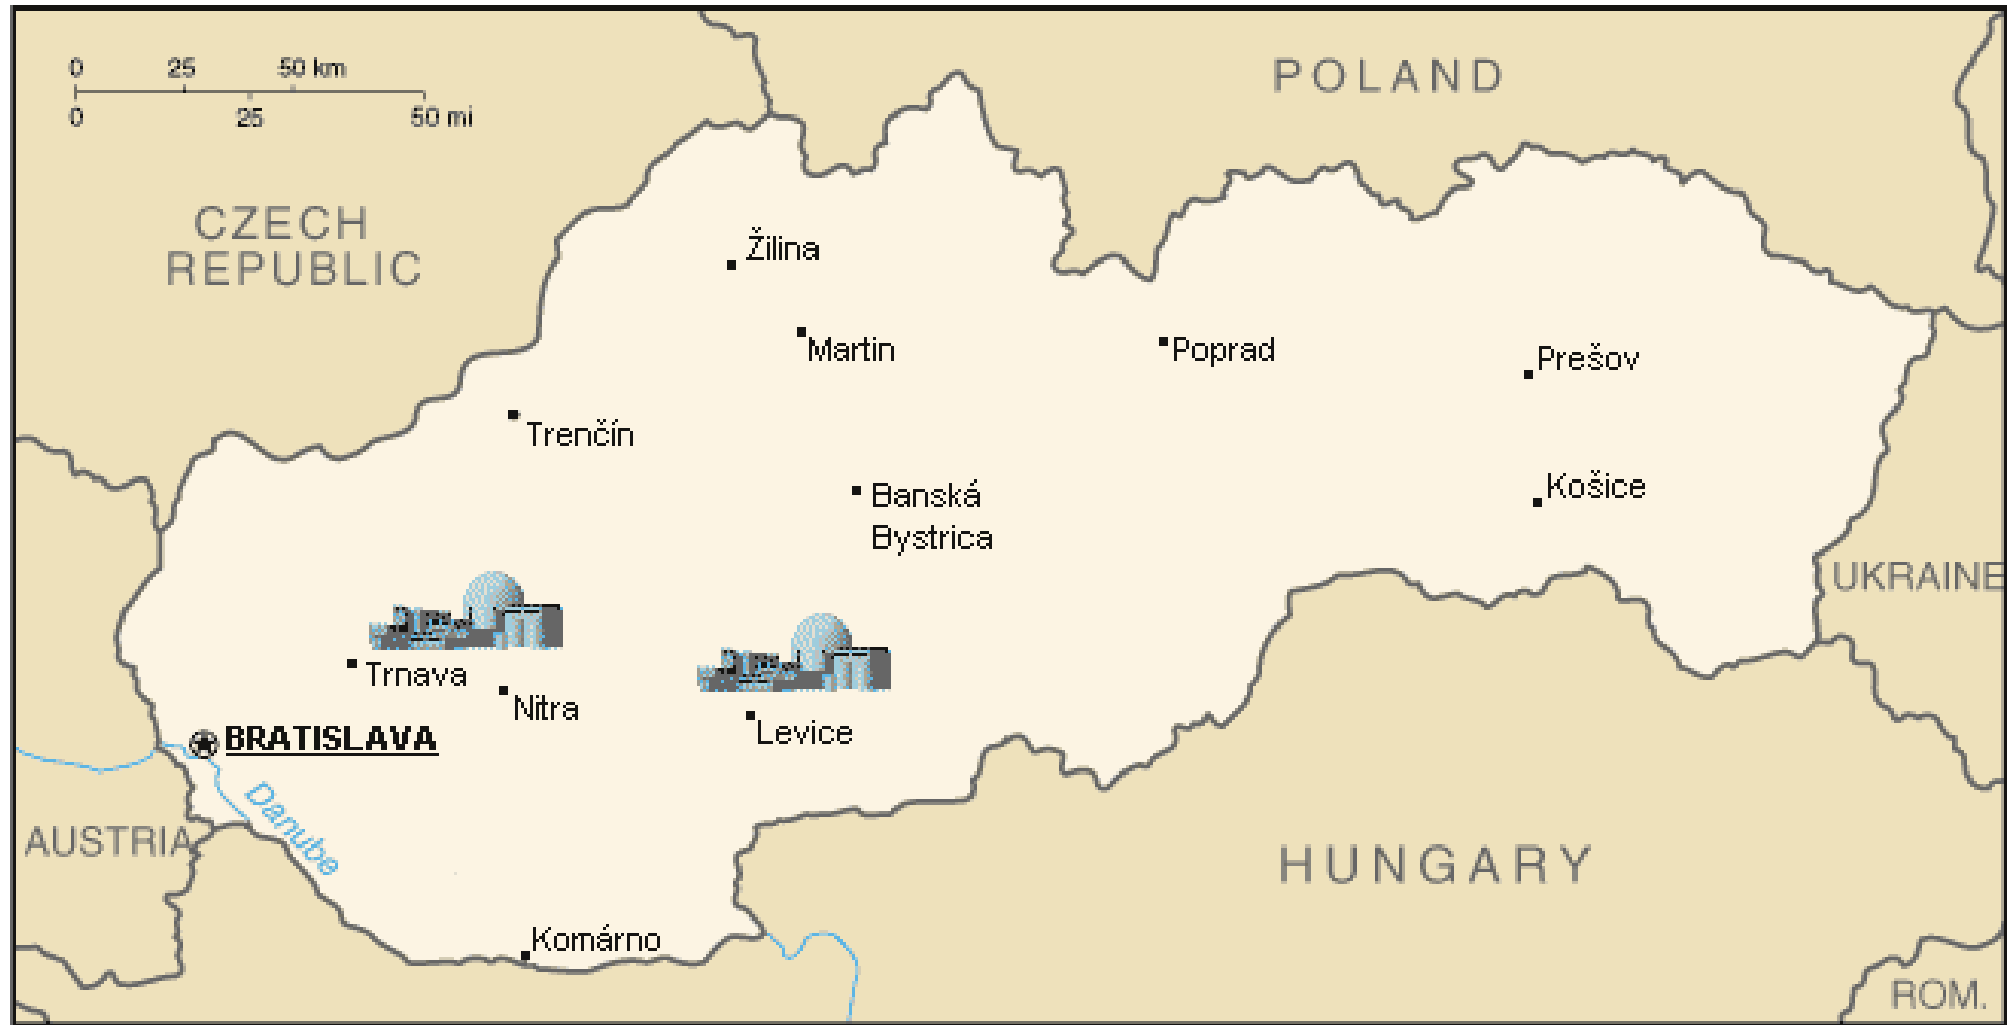 0 25 50 km
0 25 50 mi
POLAND
CZECH
REPUBLIC
Žilina
Martin
Poprad
Prešov
Trenčín
Košice
Banská
Bystrica
UKRAINE
Trnava
Nitra
Levice
BRATISLAVA
Danube
AUSTRIA
HUNGARY
Komárno
ROM.